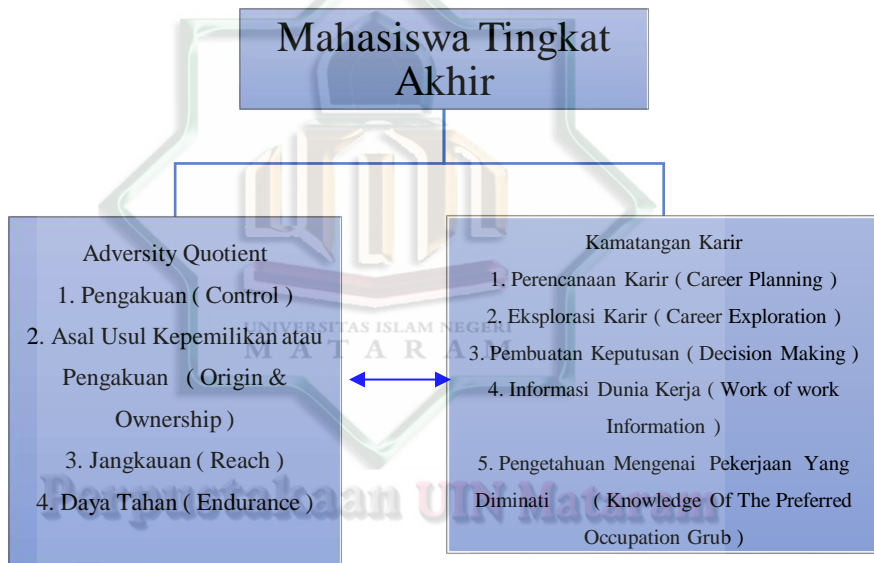 Mahasiswa Tingkat
Akhir
Adversity Quotient
1. Pengakuan ( Control )
2. Asal Usul Kepemilikan atau
Pengakuan ( Origin &
Ownership )
3. Jangkauan ( Reach )
4. Daya Tahan ( Endurance )
Kamatangan Karir
1. Perencanaan Karir ( Career Planning )
2. Eksplorasi Karir ( Career Exploration )
3. Pembuatan Keputusan ( Decision Making )
4. Informasi Dunia Kerja ( Work of work
Information )
5. Pengetahuan Mengenai Pekerjaan Yang
Diminati ( Knowledge Of The Preferred
Occupation Grub )
UNIVERSITAS ISLAM NEGERI
M A T A R A M
Perpustakaan UIN Mataram